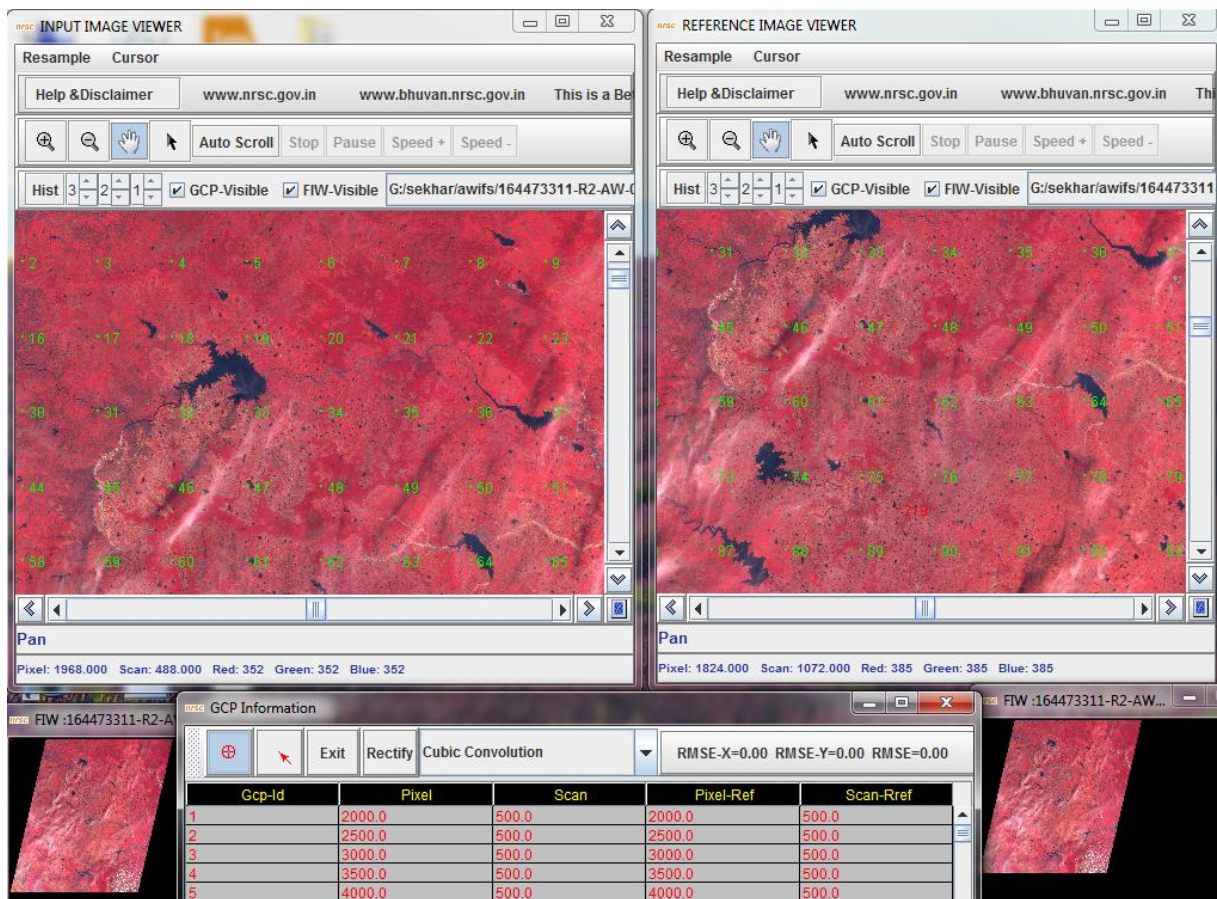 nrsc INPUT IMAGE VIEWER
Resample Cursor
Help &Disclaimer www.nrsc.gov.in www.bhuvan.nrsc.gov.in This is a Be
Auto Scroll Stop Pause Speed + Speed -
Hist 3 2 1 GCP-Visible FIW-Visible G:/sekhar/awifs/164473311-R2-AW-
2 3 4 5 6 7 8 9
16 17 18 19 20 21 22 23
30 31 32 33 34 35 36 37
44 45 46 47 48 49 50 51
58 59 60 61 62 63 64 65
Pan
Pixel: 1968.000 Scan: 488.000 Red: 352 Green: 352 Blue: 352
nrsc REFERENCE IMAGE VIEWER
Resample Cursor
Help &Disclaimer www.nrsc.gov.in www.bhuvan.nrsc.gov.in Thi
Auto Scroll Stop Pause Speed + Speed -
Hist 3 2 1 GCP-Visible FIW-Visible G:/sekhar/awifs/164473311-
31 32 33 34 35 36
45 46 47 48 49 50 51
59 60 61 62 63 64 65
73 74 75 76 77 78 79
219
87 88 89 90 91 92 93
Pan
Pixel: 1824.000 Scan: 1072.000 Red: 385 Green: 385 Blue: 385
nrsc FIW :164473311-R2-A
nrsc GCP Information
Exit Rectify Cubic Convolution RMSE-X=0.00 RMSE-Y=0.00 RMSE=0.00
Gcp-Id Pixel Scan Pixel-Ref Scan-Rref
1 2000.0 500.0 2000.0 500.0
2 2500.0 500.0 2500.0 500.0
3 3000.0 500.0 3000.0 500.0
4 3500.0 500.0 3500.0 500.0
5 4000.0 500.0 4000.0 500.0
nrsc FIW :164473311-R2-AW...